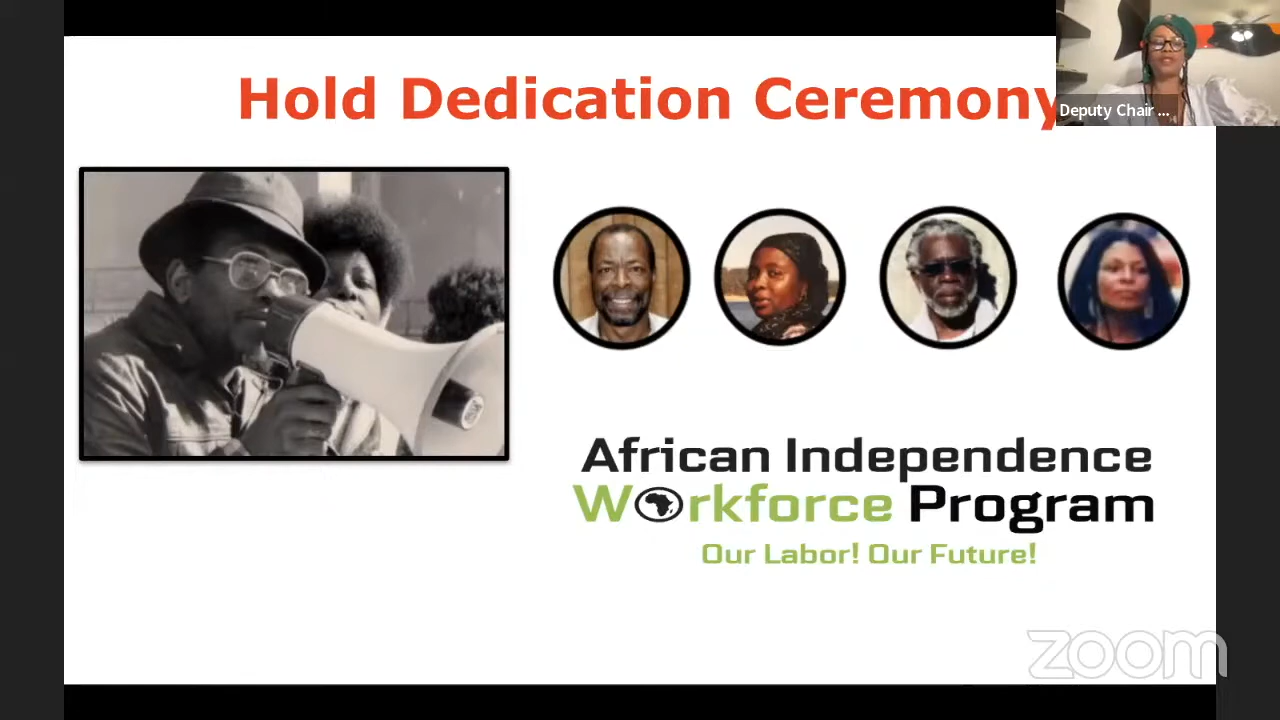 Hold Dedication Ceremony
Deputy Chair ...
African Independence
Workforce Program
Our Labor! Our Future!
zoom